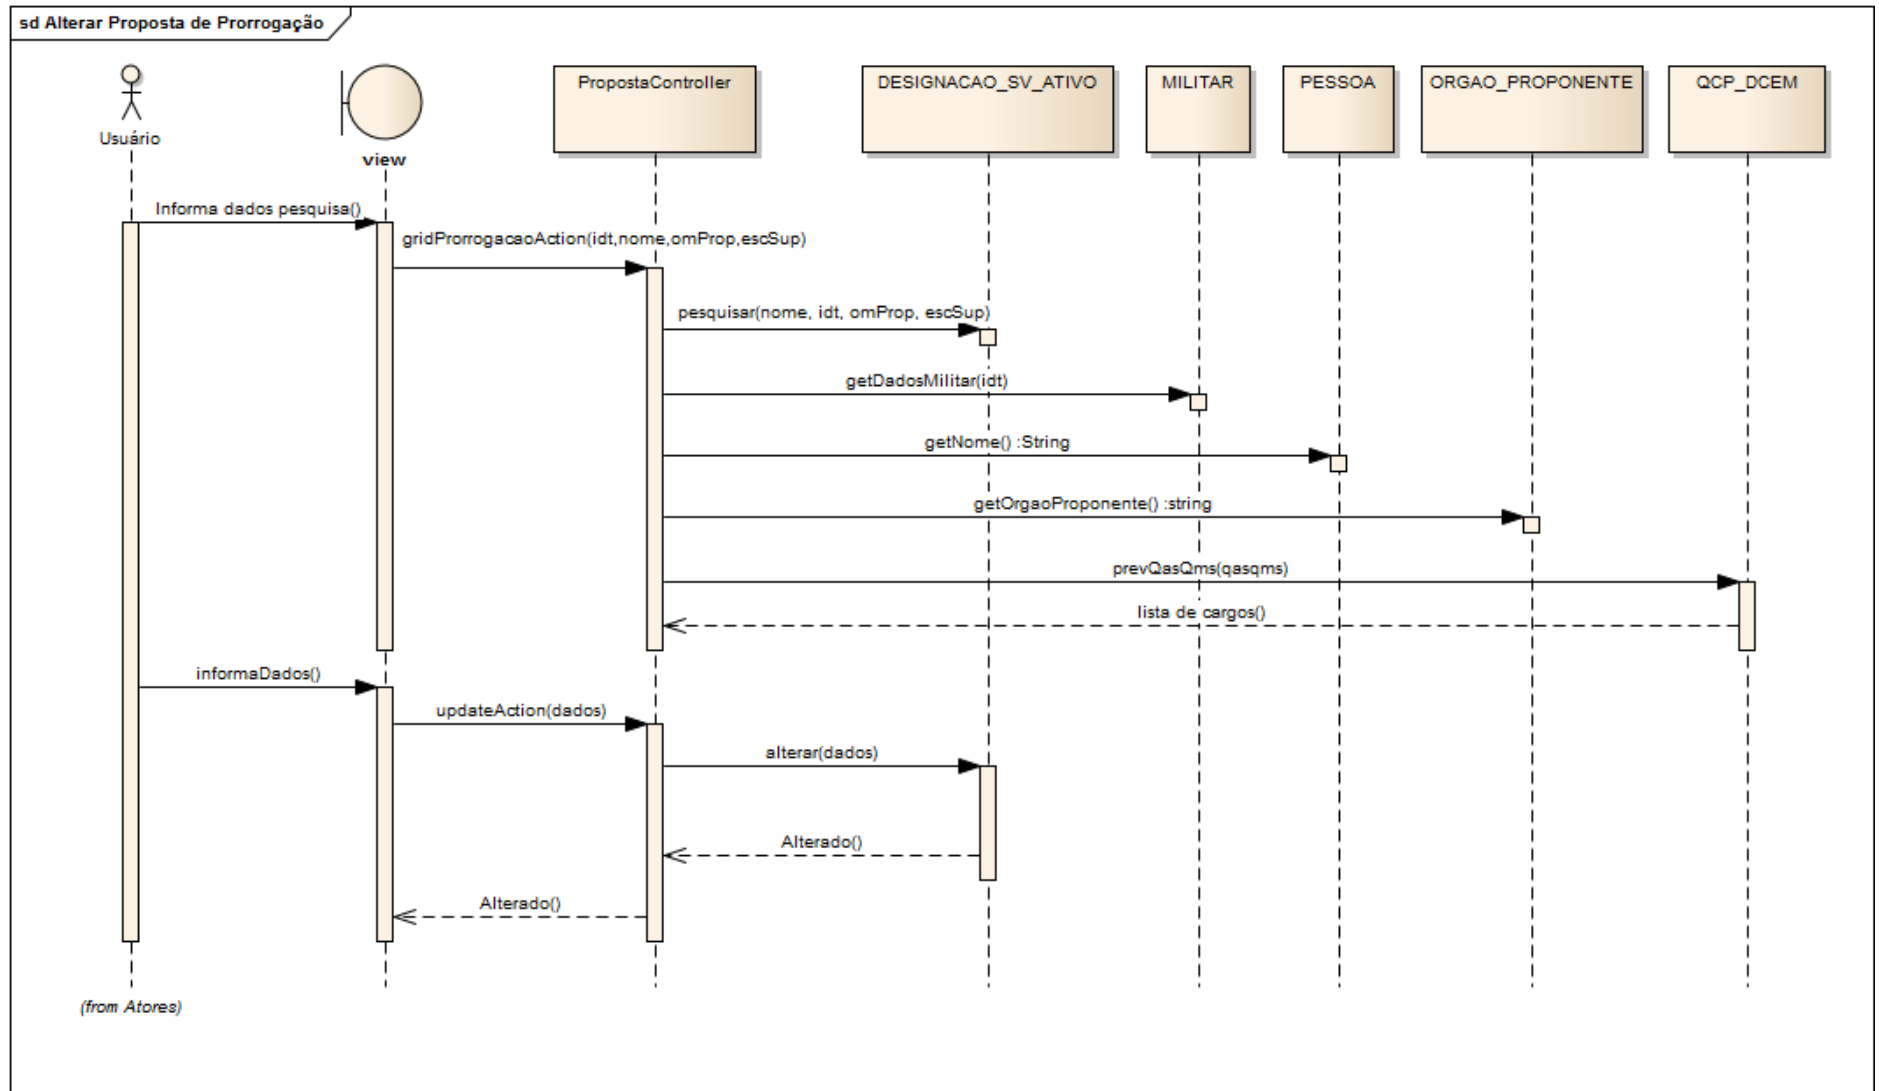 sd Alterar Proposta de Prorrogação
Usuário
view
PropostaController
DESIGNACAO_SV_ATIVO
MILITAR
PESSOA
ORGAO_PROPONENTE
QCP_DCEM
Informa dados pesquisa()
gridProrrogacaoAction(idt,nome,omProp,escSup)
pesquisar(nome, idt, omProp, escSup)
getDadosMilitar(idt)
getNome() :String
getOrgaoProponente() :string
prevQasQms(qasqms)
lista de cargos()
informaDados()
updateAction(dados)
alterar(dados)
Alterado()
Alterado()
(from Atores)